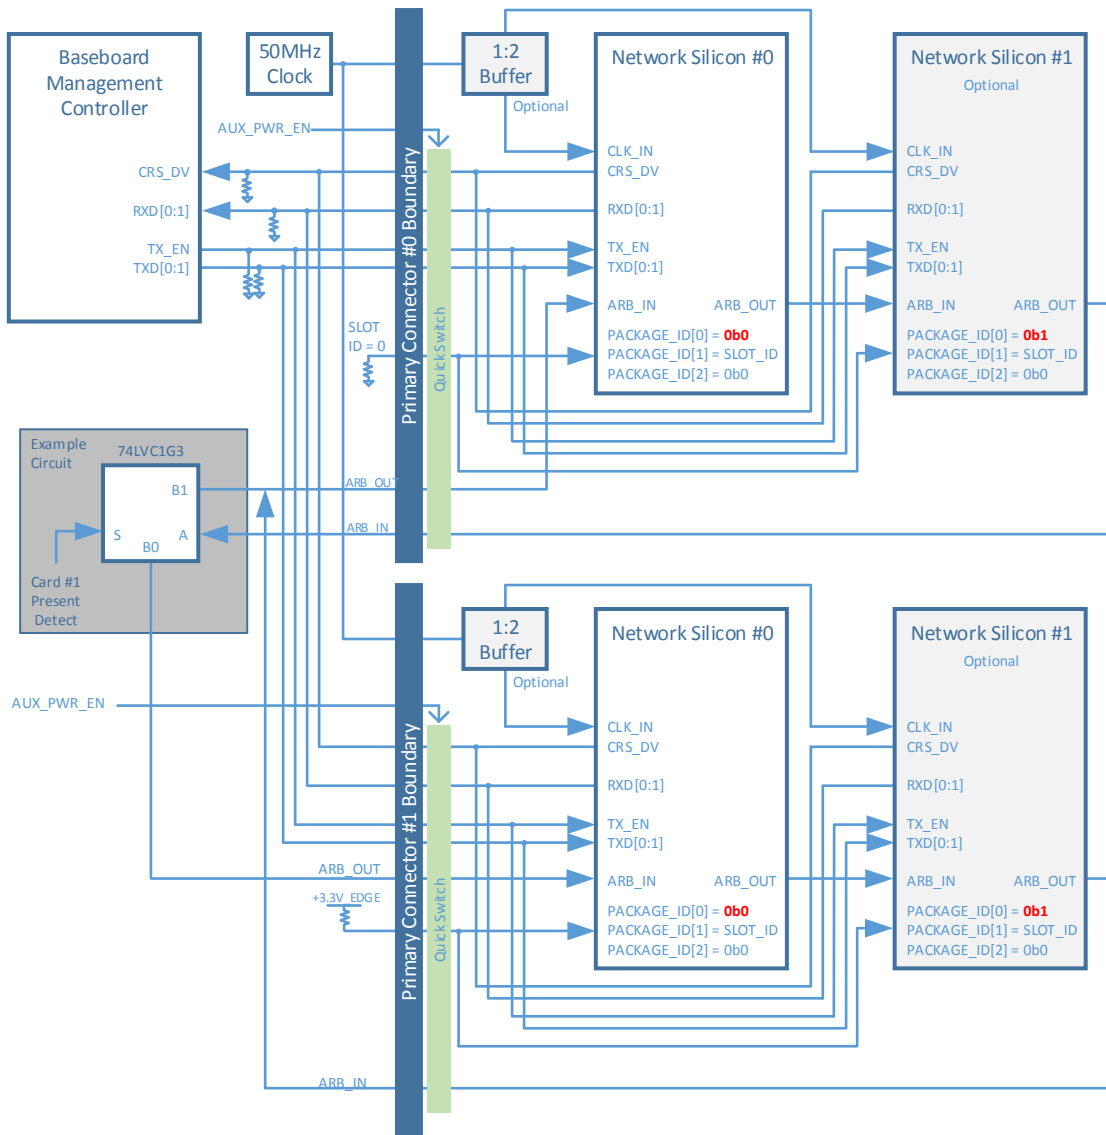 Baseboard
Management
Controller
CRS_DV
RXD[0:1]
TX_EN
TXD[0:1]
50MHz
Clock
AUX_PWR_EN
SLOT
ID = 0
Primary Connector #0 Boundary
QuickSwitch
1:2
Buffer
Optional
Network Silicon #0
CLK_IN
CRS_DV
RXD[0:1]
TX_EN
TXD[0:1]
ARB_IN ARB_OUT
PACKAGE_ID[0] = 0b0
PACKAGE_ID[1] = SLOT_ID
PACKAGE_ID[2] = 0b0
Network Silicon #1
Optional
CLK_IN
CRS_DV
RXD[0:1]
TX_EN
TXD[0:1]
ARB_IN ARB_OUT
PACKAGE_ID[0] = 0b1
PACKAGE_ID[1] = SLOT_ID
PACKAGE_ID[2] = 0b0
Example
Circuit
74LVC1G3
B1
S A
B0
Card #1
Present
Detect
ARB_OUT
ARB_IN
AUX_PWR_EN
ARB_OUT
+3.3V_EDGE
ARB_IN
Primary Connector #1 Boundary
QuickSwitch
1:2
Buffer
Optional
Network Silicon #0
CLK_IN
CRS_DV
RXD[0:1]
TX_EN
TXD[0:1]
ARB_IN ARB_OUT
PACKAGE_ID[0] = 0b0
PACKAGE_ID[1] = SLOT_ID
PACKAGE_ID[2] = 0b0
Network Silicon #1
Optional
CLK_IN
CRS_DV
RXD[0:1]
TX_EN
TXD[0:1]
ARB_IN ARB_OUT
PACKAGE_ID[0] = 0b1
PACKAGE_ID[1] = SLOT_ID
PACKAGE_ID[2] = 0b0